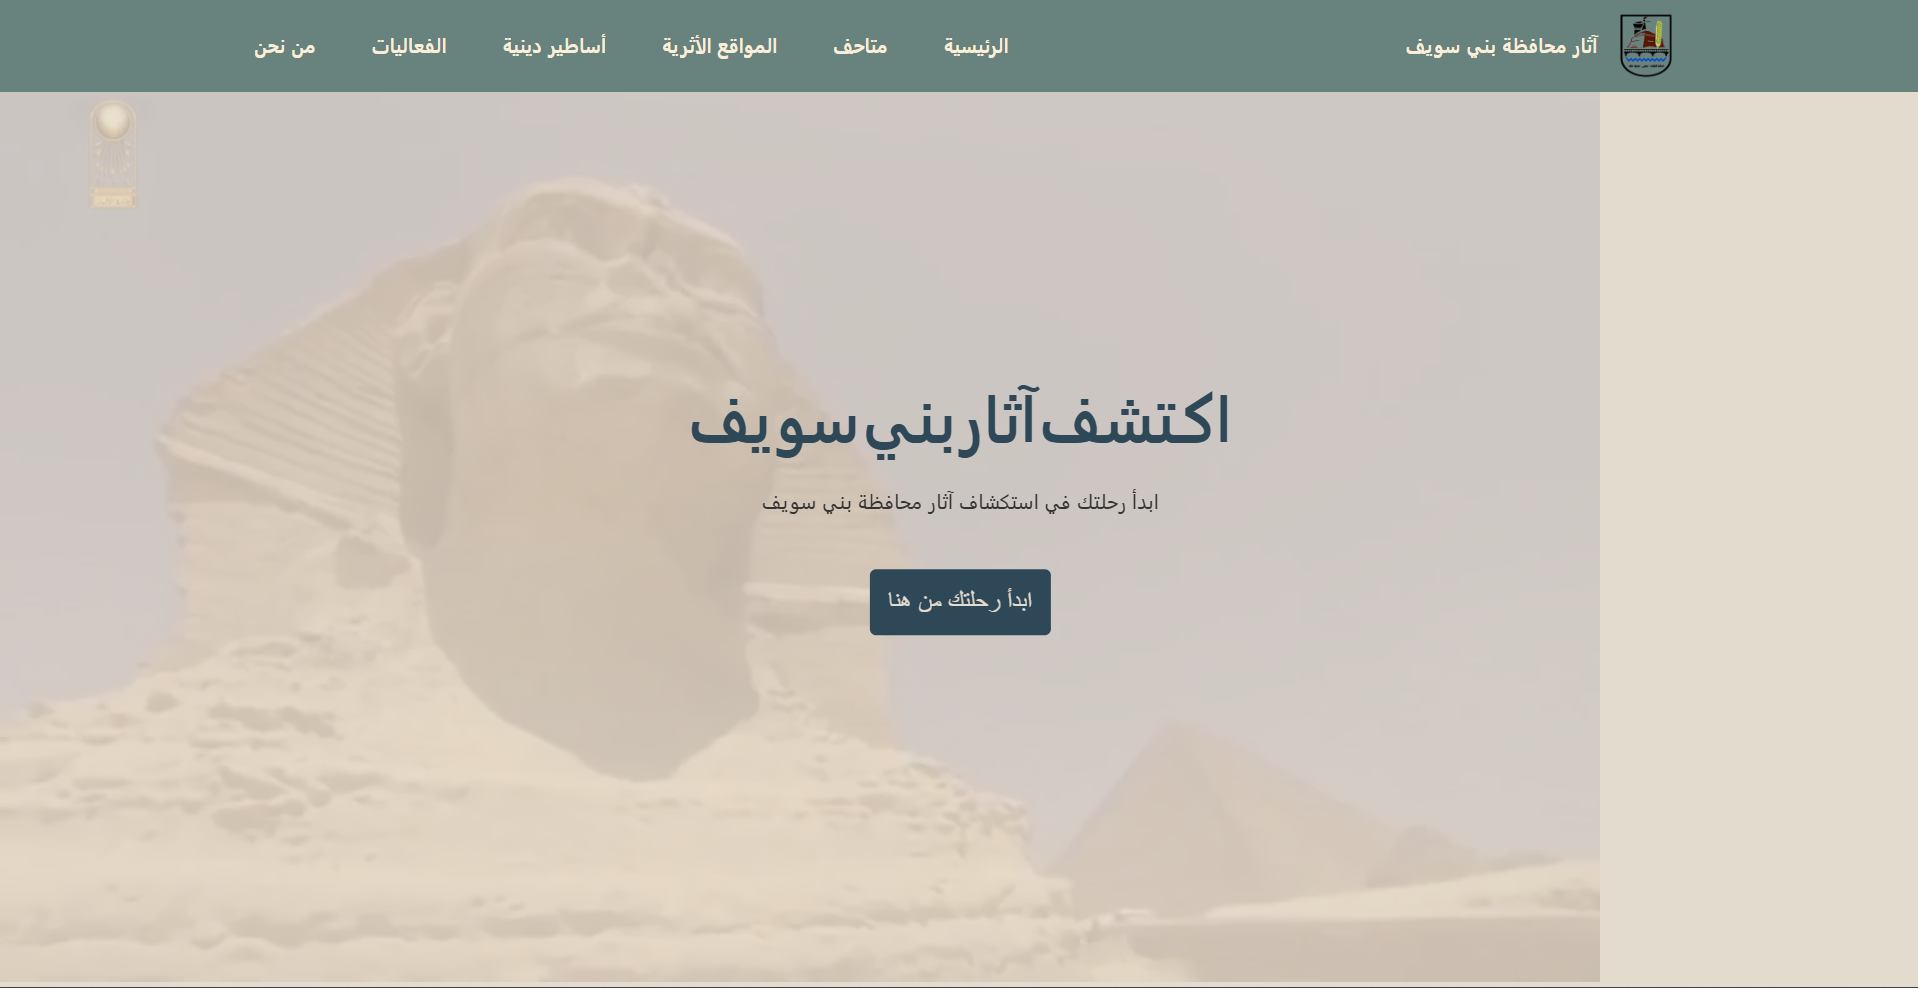 آثار محافظة بني سويف
الرئيسية
متاحف
المواقع الأثرية
أساطير دينية
الفعاليات
من نحن
اكتشف آثار بني سويف
ابدأ رحلتك في استكشاف آثار محافظة بني سويف
ابدأ رحلتك من هنا